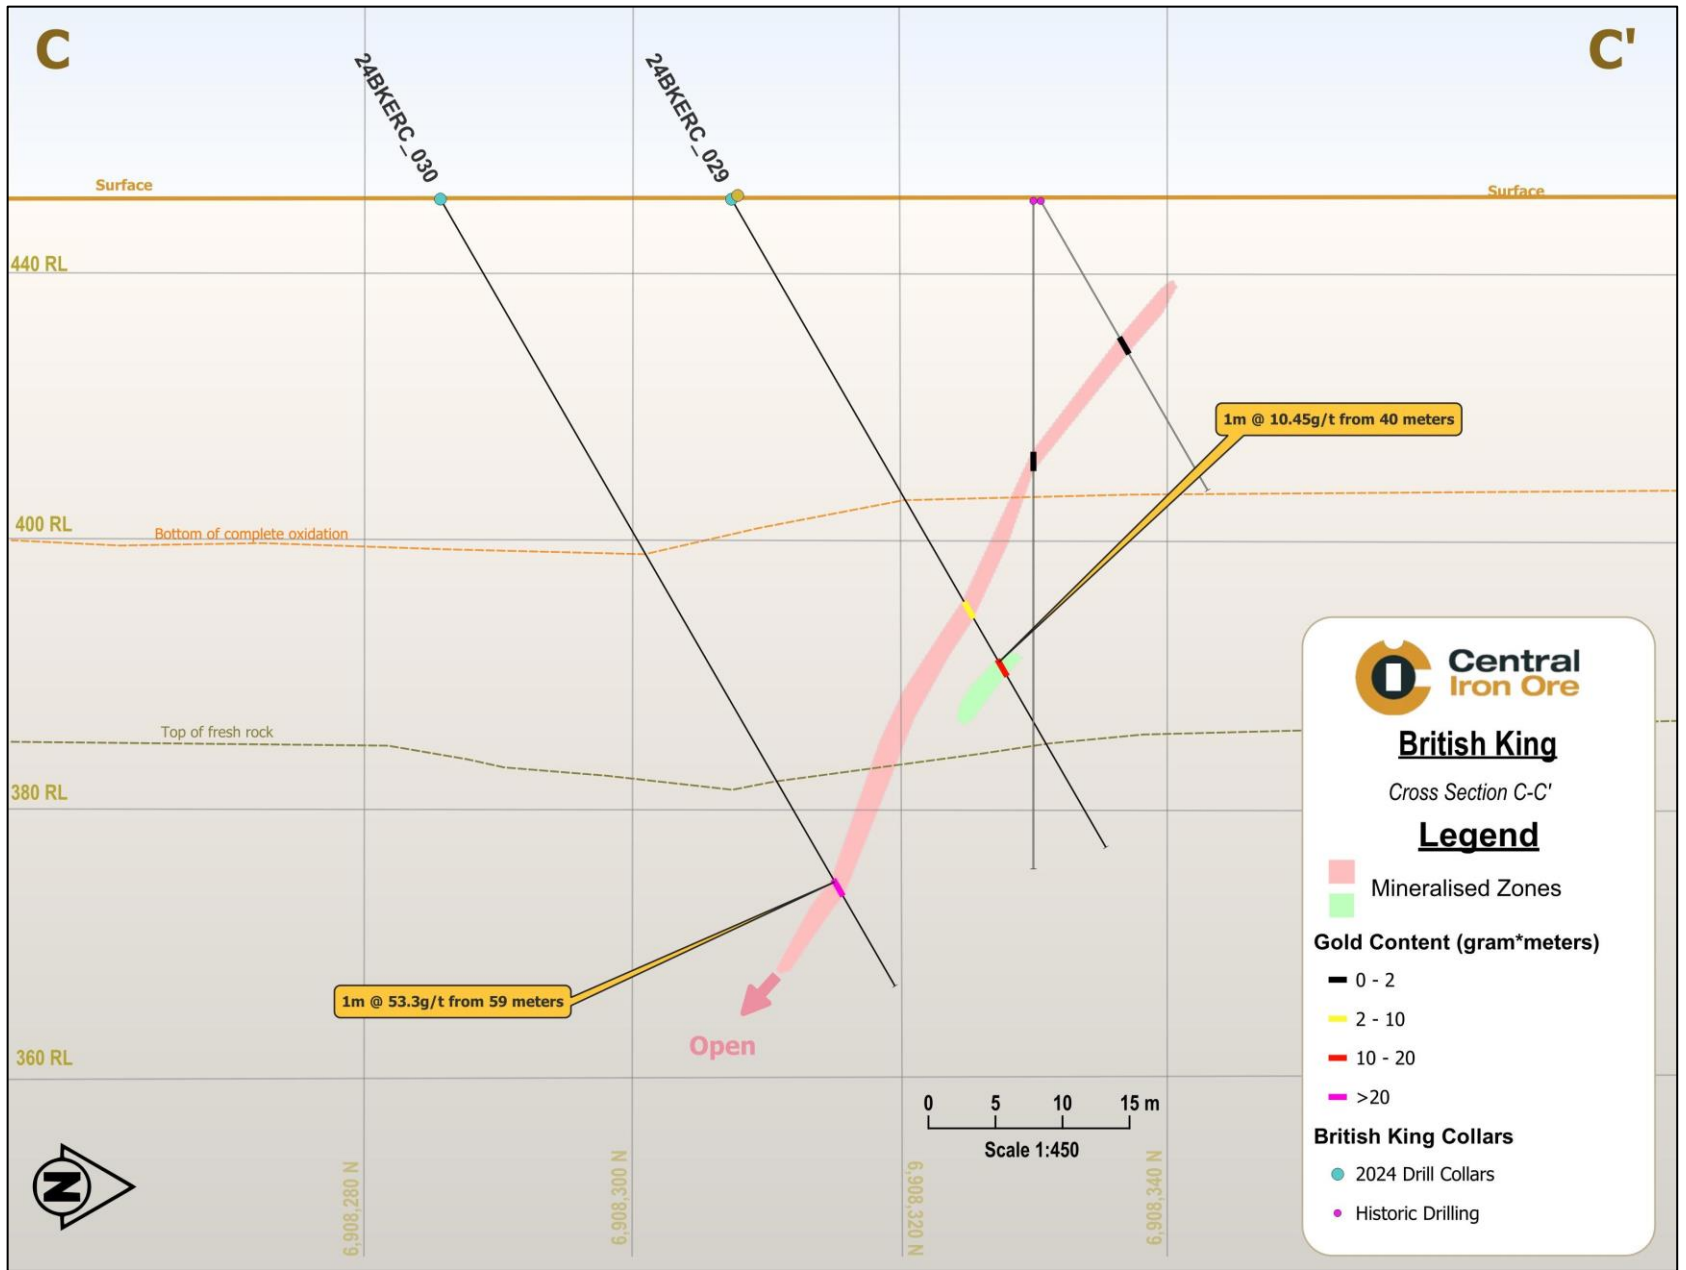 C
C'
24BKERC_030
24BKERC_029
Surface
Surface
440 RL
1m @ 10.45g/t from 40 meters
400 RL
Bottom of complete oxidation
Top of fresh rock
380 RL
1m @ 53.3g/t from 59 meters
Open
360 RL
0 5 10 15 m
Scale 1:450
6,908,280 N
6,908,300 N
6,908,320 N
6,908,340 N
N
Central
Iron Ore
British King
Cross Section C-C'
Legend
Mineralised Zones
Gold Content (gram*meters)
0 - 2
2 - 10
10 - 20
>20
British King Collars
2024 Drill Collars
Historic Drilling